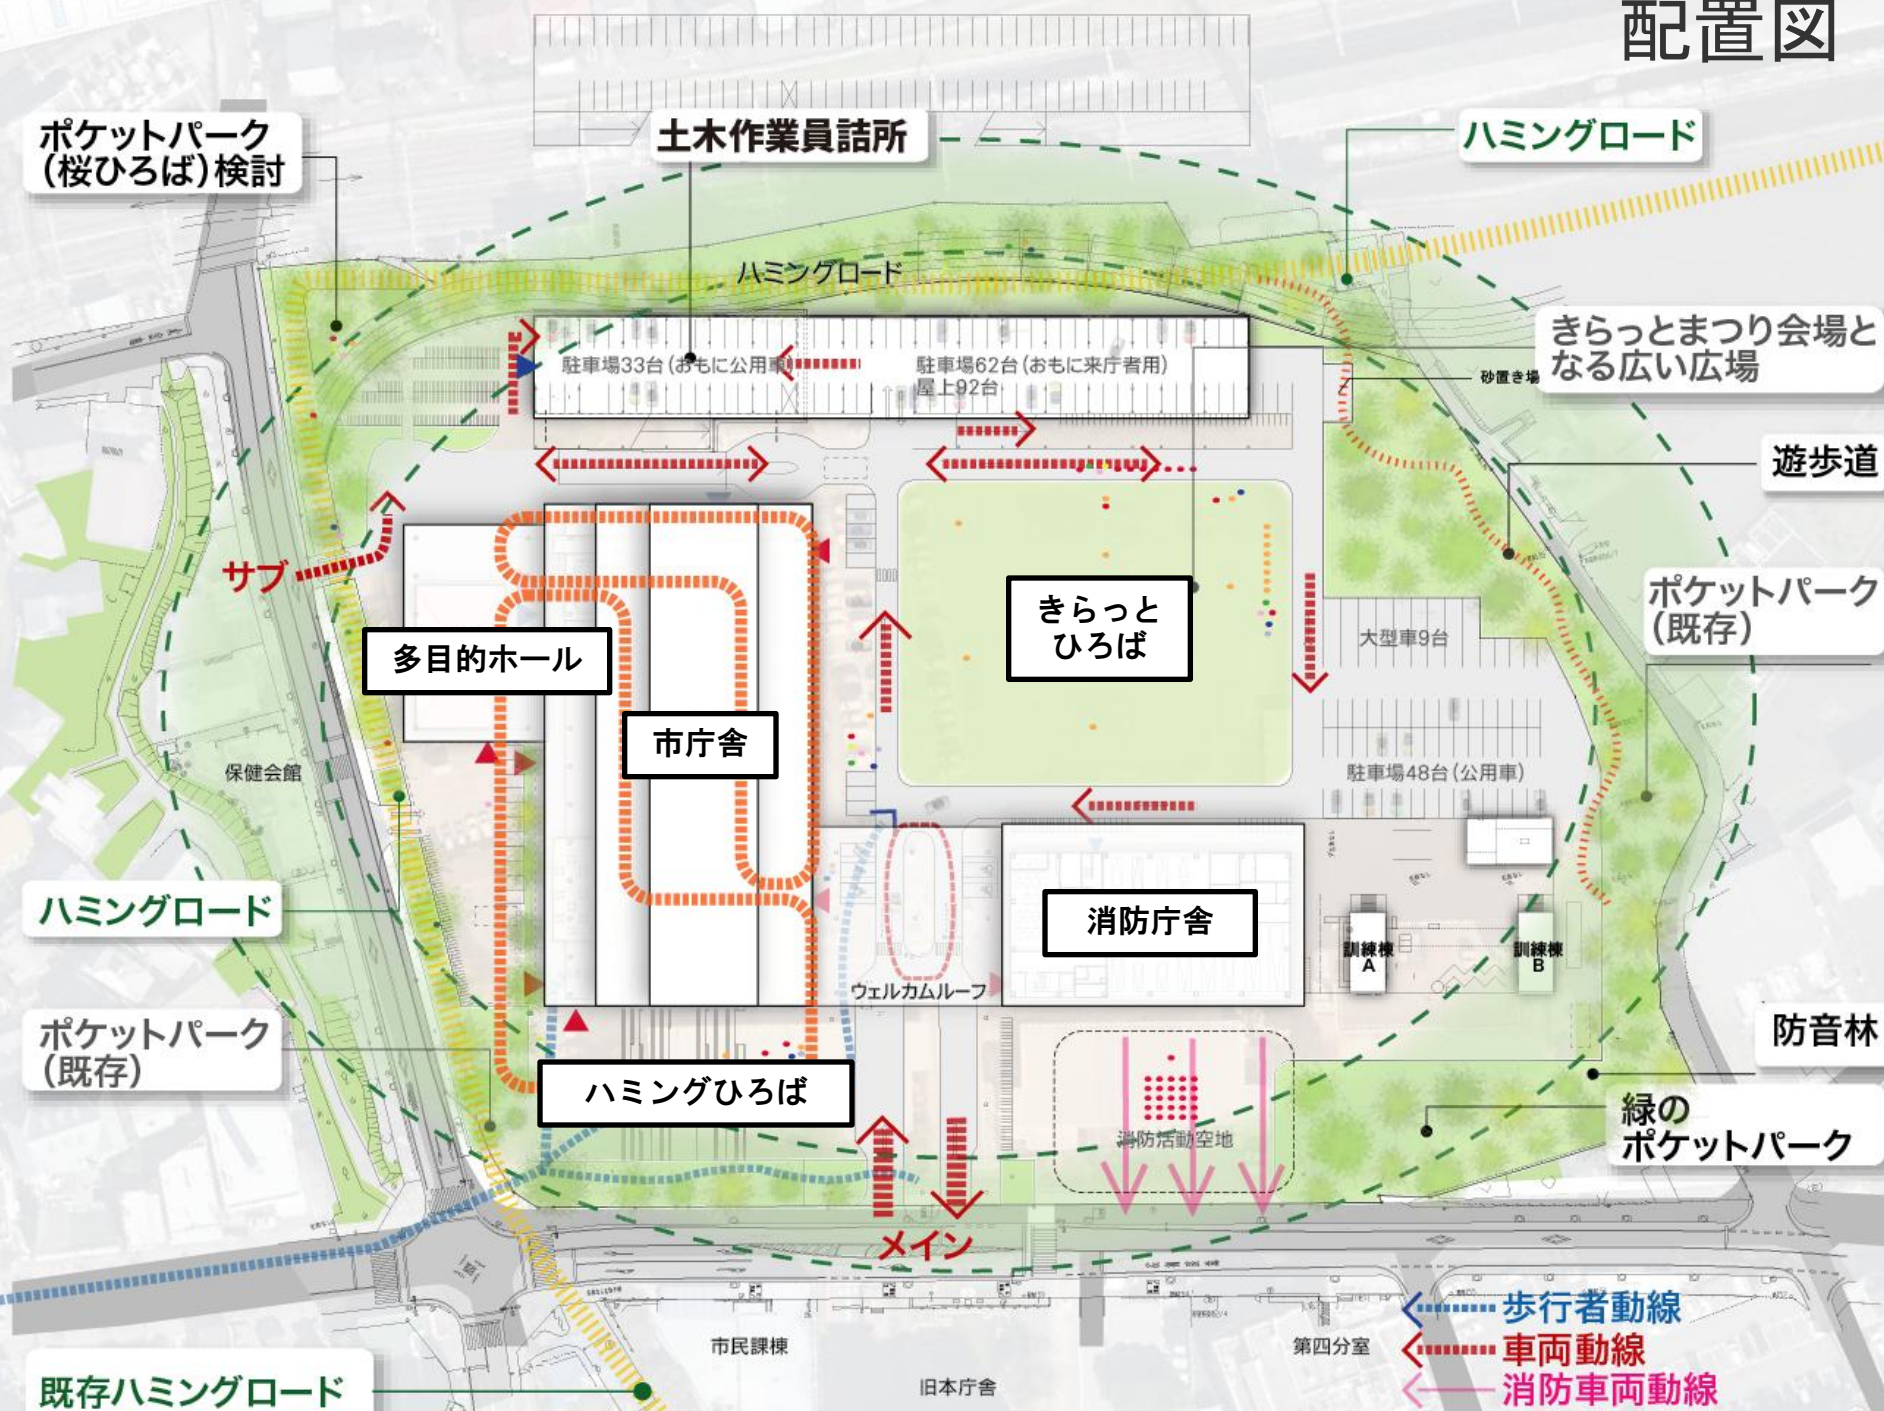 配置図
ポケットパーク
（桜ひろば）検討
土木作業員詰所
ハミングロード
ハミングロード
きらっとまつり会場と
なる広い広場
駐車場33台（おもに公用車）
駐車場62台（おもに来庁者用）
屋上92台
砂置き場
遊歩道
サブ
きらっと
ひろば
ポケットパーク
（既存）
大型車9台
多目的ホール
市庁舎
保健会館
駐車場48台（公用車）
ハミングロード
消防庁舎
訓練棟
A
訓練棟
B
ウェルカムルーフ
ポケットパーク
（既存）
防音林
ハミングひろば
緑の
ポケットパーク
消防活動空地
メイン
歩行者動線
市民課棟
第四分室
車両動線
既存ハミングロード
旧本庁舎
消防車両動線